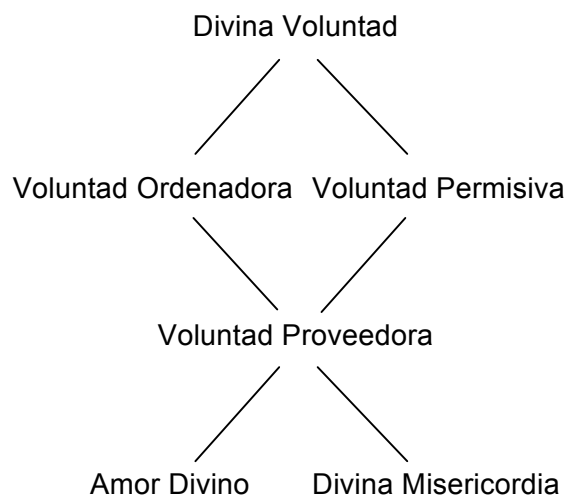 Divina Voluntad
Voluntad Ordenadora Voluntad Permisiva
Voluntad Proveedora
Amor Divino Divina Misericordia